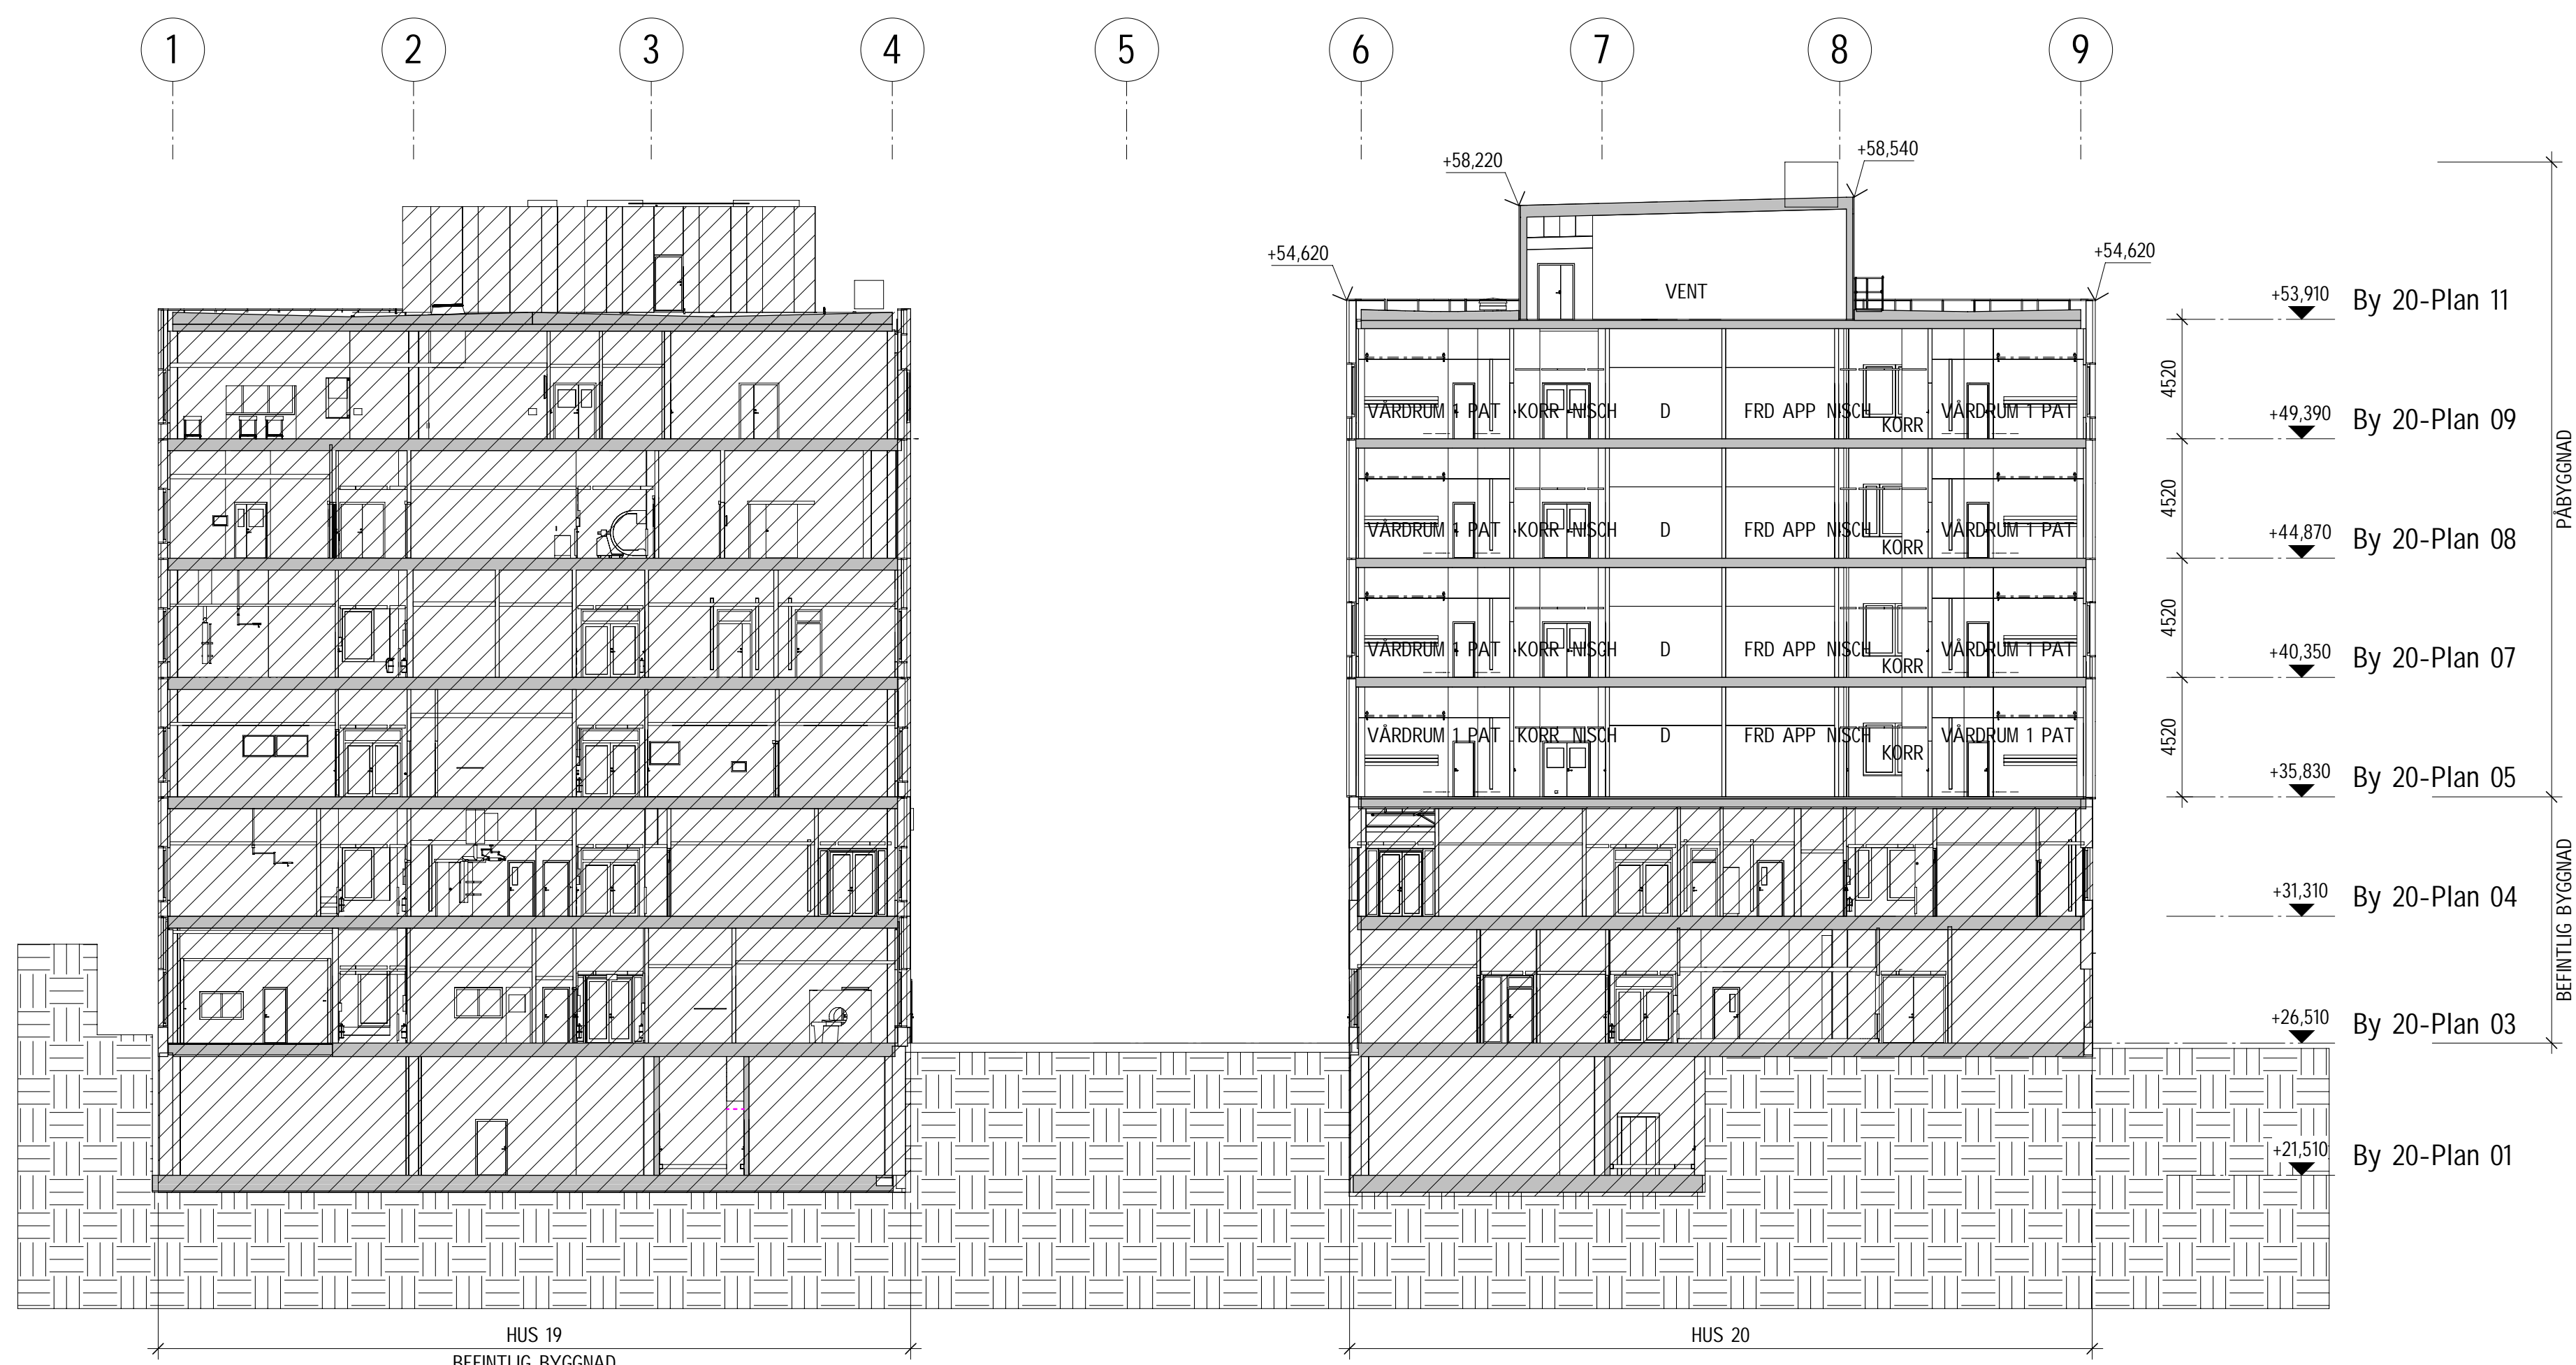 1 2 3 4 5 6 7 8 9
+58,220 +58,540
+54,620 +54,620
VENT
+53,910 By 20-Plan 11
4520
VÅRDRUM 1 PAT KORR NISCH D FRD APP NISCH KORR VÅRDRUM 1 PAT
+49,390 By 20-Plan 09
4520
VÅRDRUM 1 PAT KORR NISCH D FRD APP NISCH KORR VÅRDRUM 1 PAT
+44,870 By 20-Plan 08
4520
VÅRDRUM 1 PAT KORR NISCH D FRD APP NISCH KORR VÅRDRUM 1 PAT
+40,350 By 20-Plan 07
4520
VÅRDRUM 1 PAT KORR NISCH D FRD APP NISCH KORR VÅRDRUM 1 PAT
+35,830 By 20-Plan 05
PÅBYGGNAD
+31,310 By 20-Plan 04
+26,510 By 20-Plan 03
BEFINTLIG BYGGNAD
+21,510 By 20-Plan 01
HUS 19
BEFINTLIG BYGGNAD
HUS 20